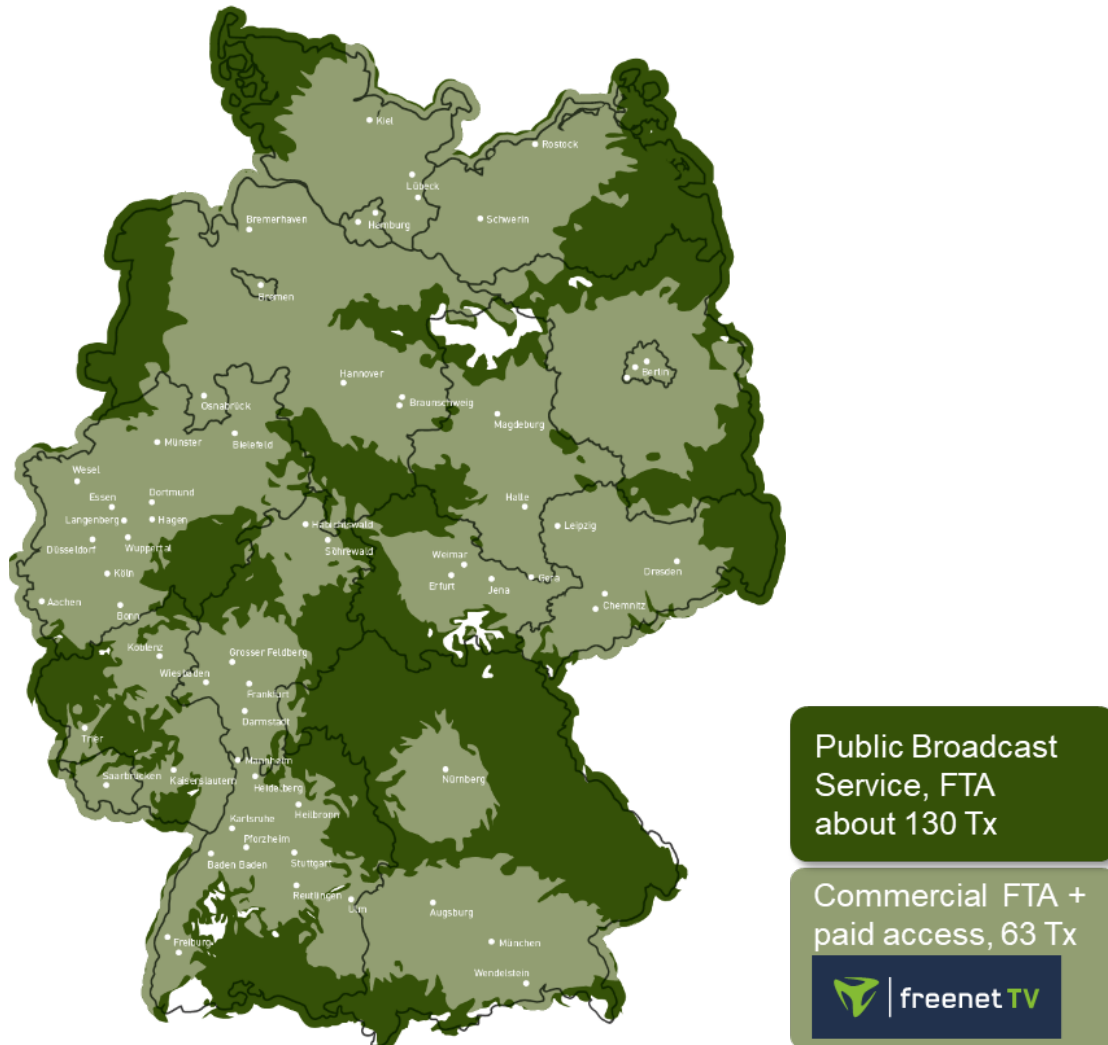 Kiel
Rostock
Lübeck
Bremerhaven
Hamburg
Schwerin
Bremen
Berlin
Hannover
Osnabrück
Braunschweig
Magdeburg
Münster
Bielefeld
Wesel
Essen
Dortmund
Halle
Langenberg
Hagen
Habichtswald
Leipzig
Düsseldorf
Wuppertal
Söhrewald
Weimar
Dresden
Köln
Erfurt
Jena
Gera
Aachen
Bonn
Chemnitz
Koblenz
Grosser Feldberg
Wiesbaden
Frankfurt
Darmstadt
Trier
Mannheim
Nürnberg
Saarbrücken
Kaiserslautern
Heidelberg
Heilbronn
Karlsruhe
Pforzheim
Baden Baden
Stuttgart
Reutlingen
Ulm
Augsburg
Freiburg
München
Wendelstein
Public Broadcast
Service, FTA
about 130 Tx
Commercial FTA +
paid access, 63 Tx
freenet TV